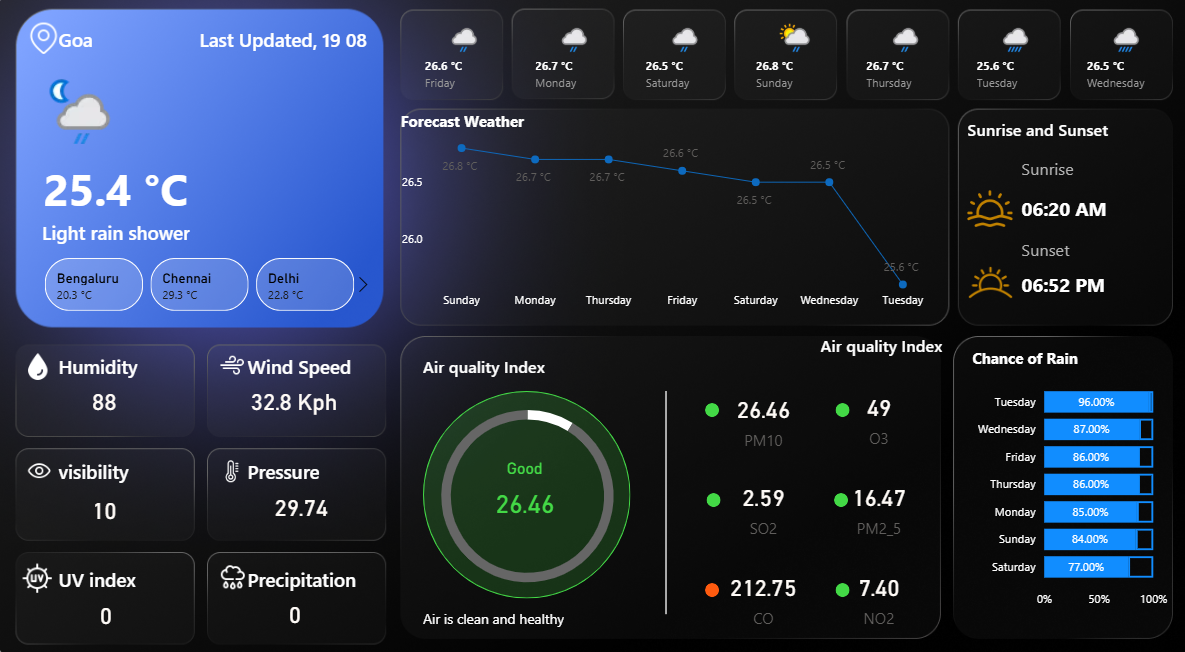 Goa
Last Updated, 19 08
25.4 °C
Light rain shower
Bengaluru
20.3 °C
Chennai
29.3 °C
Delhi
22.8 °C
26.6 °C
Friday
26.7 °C
Monday
26.5 °C
Saturday
26.8 °C
Sunday
26.7 °C
Thursday
25.6 °C
Tuesday
26.5 °C
Wednesday
Forecast Weather
26.5
26.0
26.8 °C
26.7 °C
26.7 °C
26.6 °C
26.5 °C
26.5 °C
25.6 °C
Sunday Monday Thursday Friday Saturday Wednesday Tuesday
Sunrise and Sunset
Sunrise
06:20 AM
Sunset
06:52 PM
Humidity
88
Wind Speed
32.8 Kph
visibility
10
Pressure
29.74
UV
UV index
0
Precipitation
0
Air quality Index
Good
26.46
Air is clean and healthy
Air quality Index
26.46
PM10
49
O3
2.59
SO2
16.47
PM2_5
212.75
CO
7.40
NO2
Chance of Rain
Tuesday 96.00%
Wednesday 87.00%
Friday 86.00%
Thursday 86.00%
Monday 85.00%
Sunday 84.00%
Saturday 77.00%
0% 50% 100%